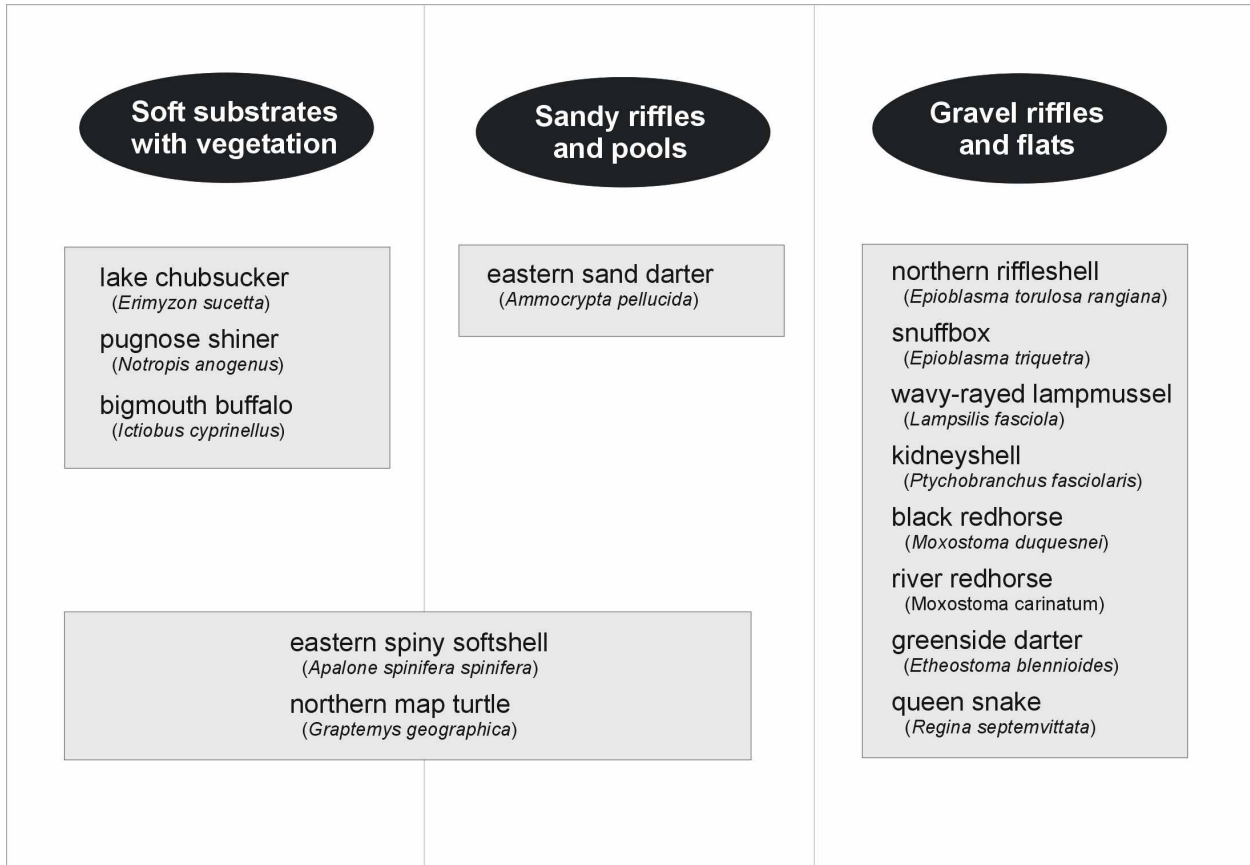 Soft substrates
with vegetation
lake chubsucker
(Erimyzon sucetta)
pugnose shiner
(Notropis anogenus)
bigmouth buffalo
(Ictiobus cyprinellus)
Sandy riffles
and pools
eastern sand darter
(Ammocrypta pellucida)
eastern spiny softshell
(Apalone spinifera spinifera)
northern map turtle
(Graptemys geographica)
Gravel riffles
and flats
northern riffleshell
(Epioblasma torulosa rangiana)
snuffbox
(Epioblasma triquetra)
wavy-rayed lampmussel
(Lampsilis fasciola)
kidneyshell
(Ptychobranchus fasciolaris)
black redhorse
(Moxostoma duquesnei)
river redhorse
(Moxostoma carinatum)
greenside darter
(Etheostoma blennioides)
queen snake
(Regina septemvittata)